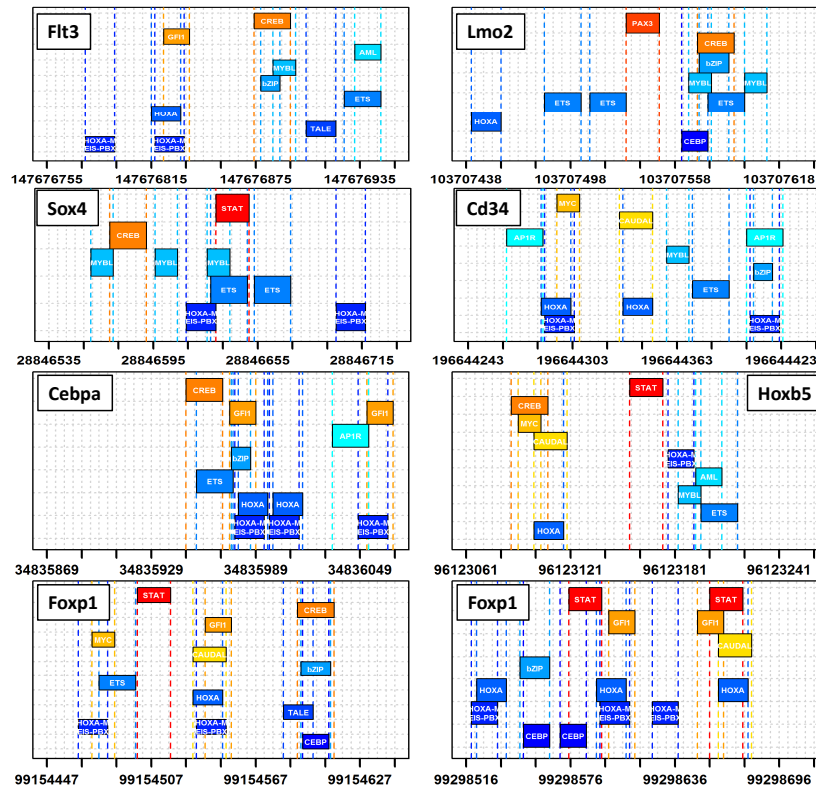 Flt3
CREB
GFI1
AML
MYBL
bZIP
ETS
HOXA
TALE
HOXA-M
EIS-PBX
HOXA-M
EIS-PBX
147676755 147676815 147676875 147676935
Lmo2
PAX3
CREB
bZIP
MYBL
MYBL
ETS
ETS
ETS
HOXA
CEBP
103707438 103707498 103707558 103707618
Sox4
STAT
CREB
MYBL
MYBL
MYBL
ETS
ETS
HOXA-M
EIS-PBX
HOXA-M
EIS-PBX
28846535 28846595 28846655 28846715
Cd34
MYC
CAUDAL
AP1R
AP1R
MYBL
bZIP
ETS
HOXA
HOXA
HOXA-M
EIS-PBX
HOXA-M
EIS-PBX
196644243 196644303 196644363 196644423
Cebpa
CREB
GFI1
GFI1
AP1R
bZIP
ETS
HOXA
HOXA
HOXA-M
EIS-PBX
HOXA-M
EIS-PBX
HOXA-M
EIS-PBX
34835869 34835929 34835989 34836049
Hoxb5
STAT
CREB
MYC
CAUDAL
HOXA-M
EIS-PBX
AML
MYBL
ETS
HOXA
96123061 96123121 96123181 96123241
Foxp1
STAT
CREB
GFI1
MYC
CAUDAL
bZIP
ETS
HOXA
TALE
HOXA-M
EIS-PBX
HOXA-M
EIS-PBX
CEBP
99154447 99154507 99154567 99154627
Foxp1
STAT
STAT
GFI1
GFI1
CAUDAL
bZIP
HOXA
HOXA
HOXA
HOXA-M
EIS-PBX
HOXA-M
EIS-PBX
HOXA-M
EIS-PBX
CEBP
CEBP
99298516 99298576 99298636 99298696